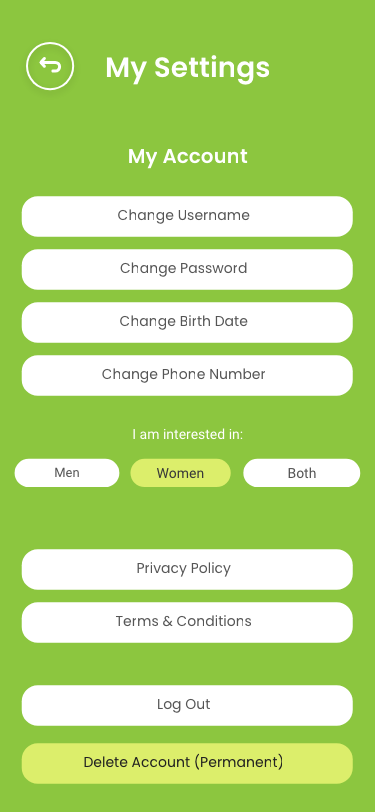 My Settings
My Account
Change Username
Change Password
Change Birth Date
Change Phone Number
I am interested in:
Men Women Both
Privacy Policy
Terms & Conditions
Log Out
Delete Account (Permanent)